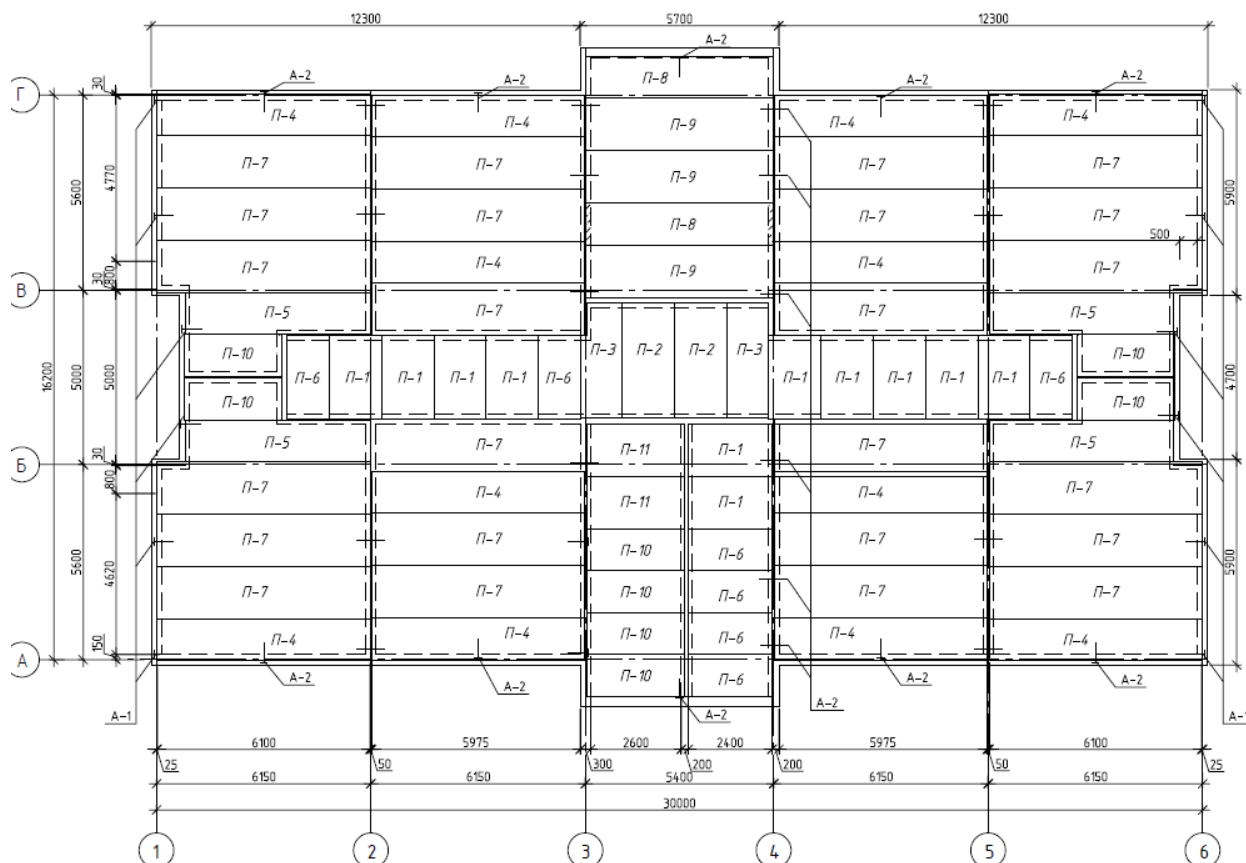 12300 5700 12300
А-2
П-8
А-2 А-2 А-2 А-2
Г
30
П-4 П-4 П-9 П-4 П-4
П-7 П-7 П-9 П-7 П-7
4770 5600 5900
П-7 П-7 П-8 П-7 П-7
500
П-7 П-4 П-9 П-4 П-7
800 30
В
П-5 П-7 П-7 П-5
П-10 П-3 П-2 П-2 П-3 П-10
П-6 П-1 П-1 П-1 П-1 П-6 П-1 П-1 П-1 П-1 П-1 П-6
16200 5000 5000 4700
П-10 П-10
П-5 П-7 П-11 П-1 П-7 П-5
30
Б
800
П-7 П-4 П-11 П-1 П-4 П-7
П-7 П-7 П-10 П-6 П-7 П-7
5600 4620 5900
П-7 П-7 П-10 П-6 П-7 П-7
П-4 П-4 П-10 П-6 П-4 П-4
150
А
А-2 А-2 П-10 П-6 А-2 А-2 А-2
А-1 А-2 А-1
6100 5975 2600 2400 5975 6100
25 50 300 200 200 50 25
6150 6150 5400 6150 6150
30000
1 2 3 4 5 6